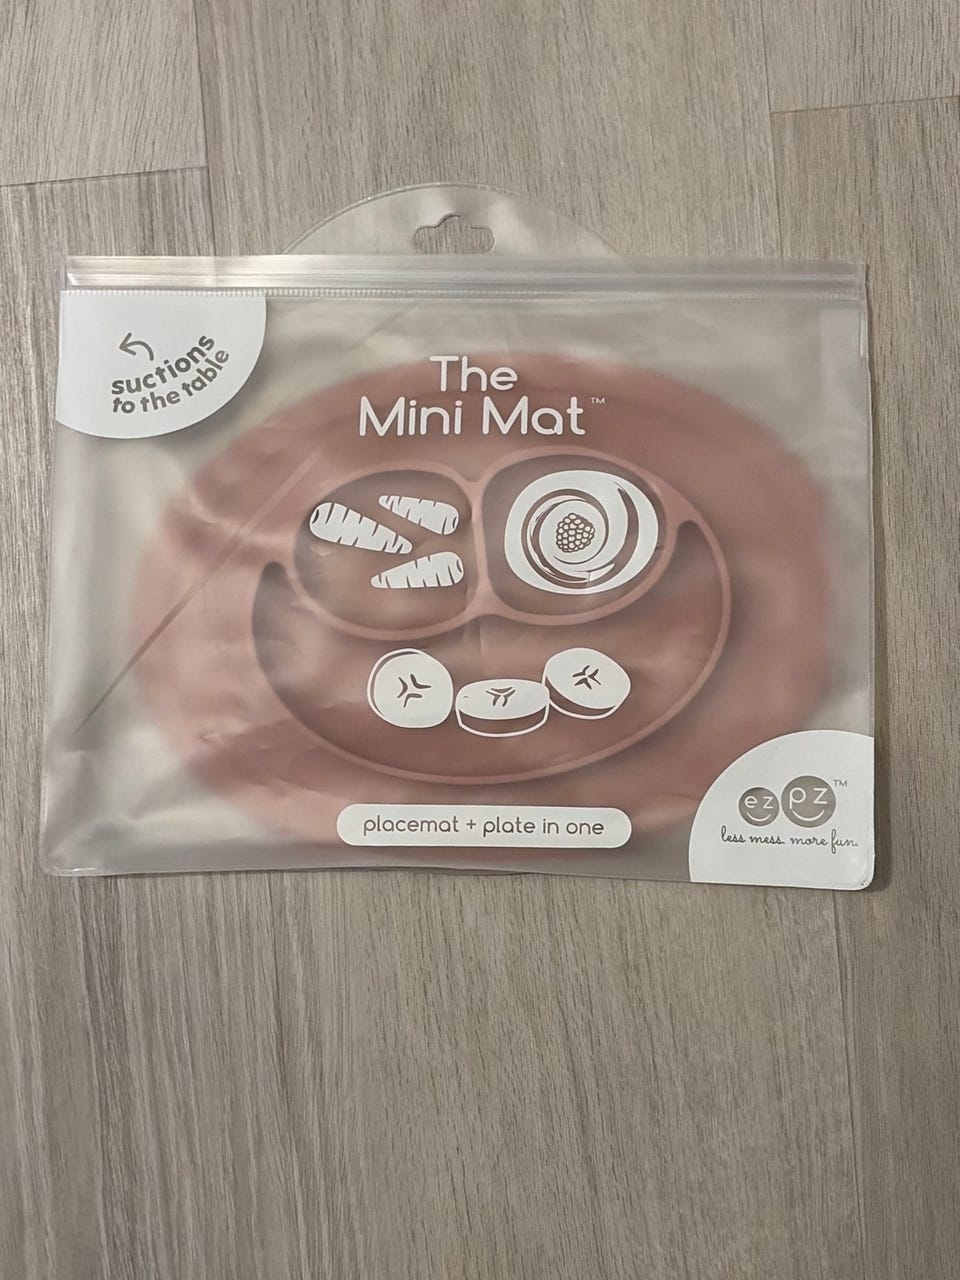 suctions
to the table
The
Mini Mat™
placemat + plate in one
ez pz™
less mess. more fun.